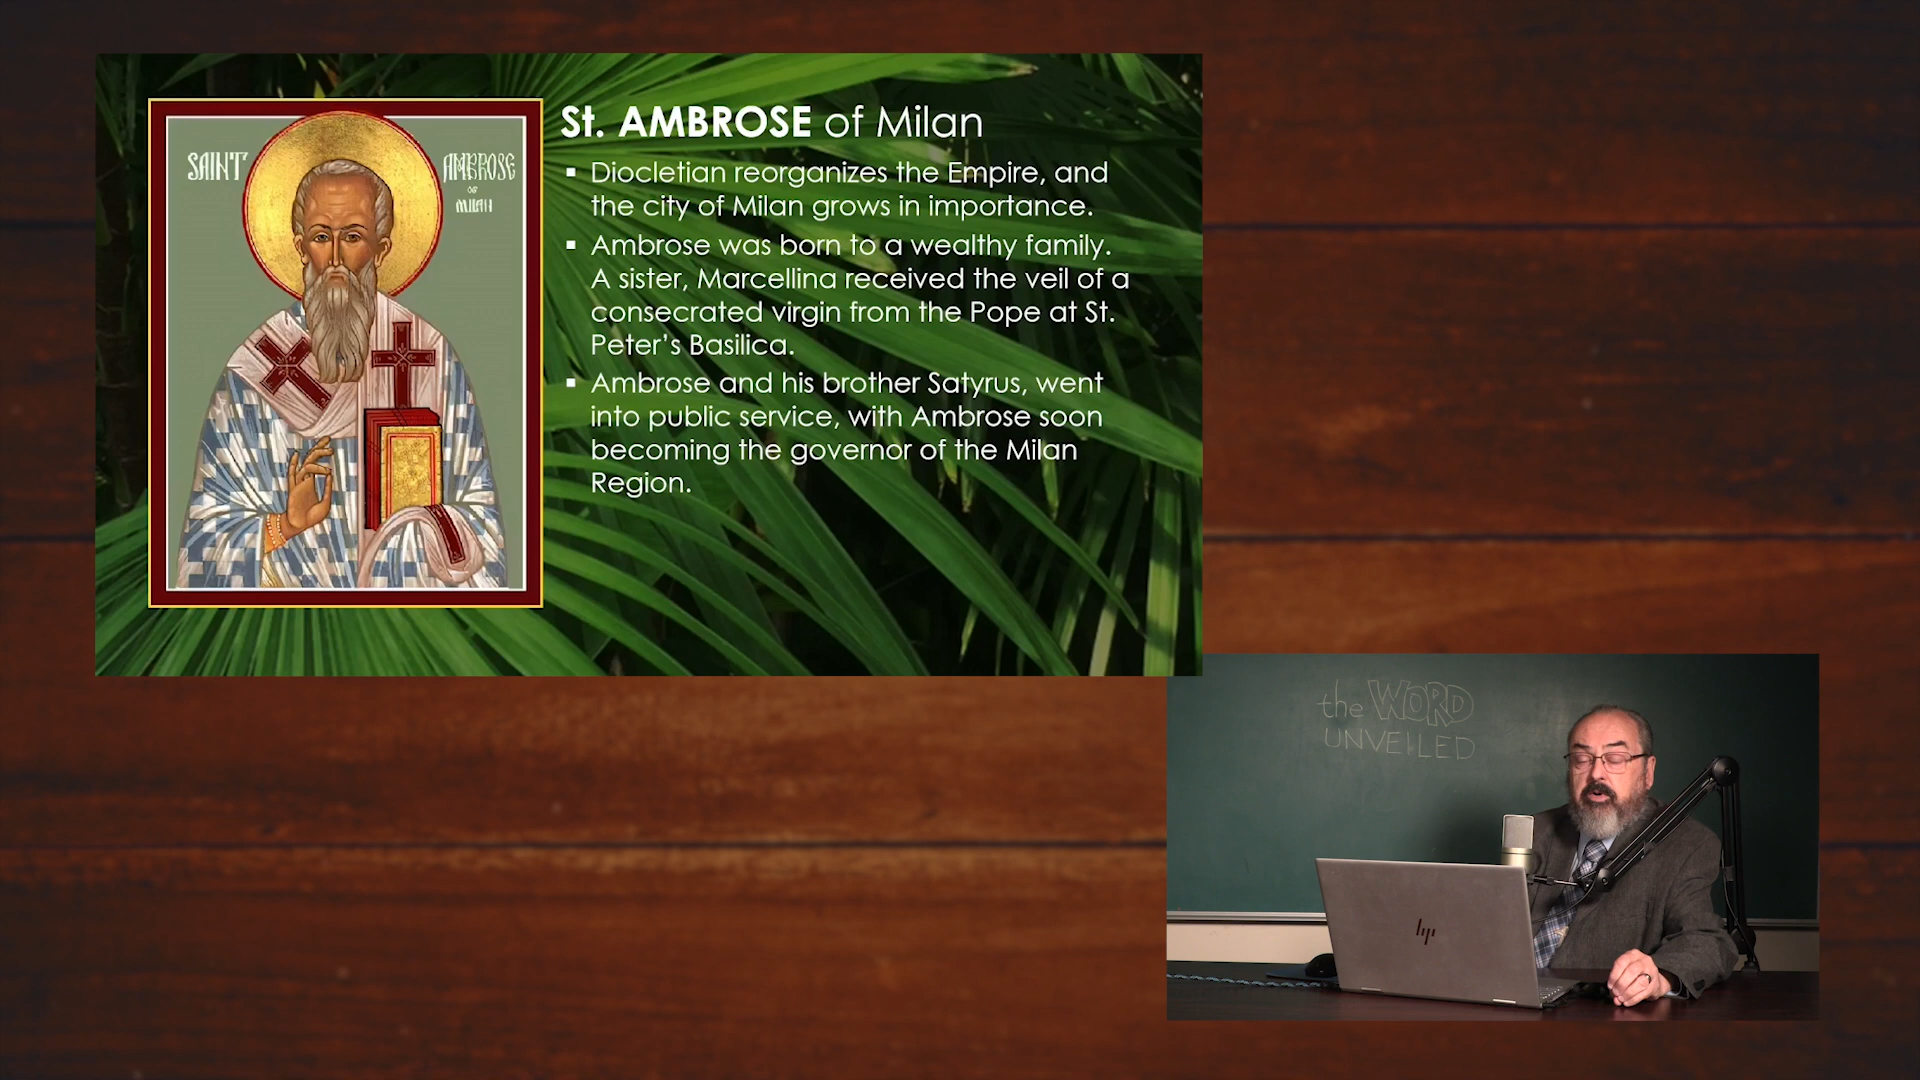 SAINT
AMBROSE
OF
MILAN
St. AMBROSE of Milan
▪ Diocletian reorganizes the Empire, and
the city of Milan grows in importance.
▪ Ambrose was born to a wealthy family.
A sister, Marcellina received the veil of a
consecrated virgin from the Pope at St.
Peter's Basilica.
▪ Ambrose and his brother Satyrus, went
into public service, with Ambrose soon
becoming the governor of the Milan
Region.
the WORD
UNVEILED
hp